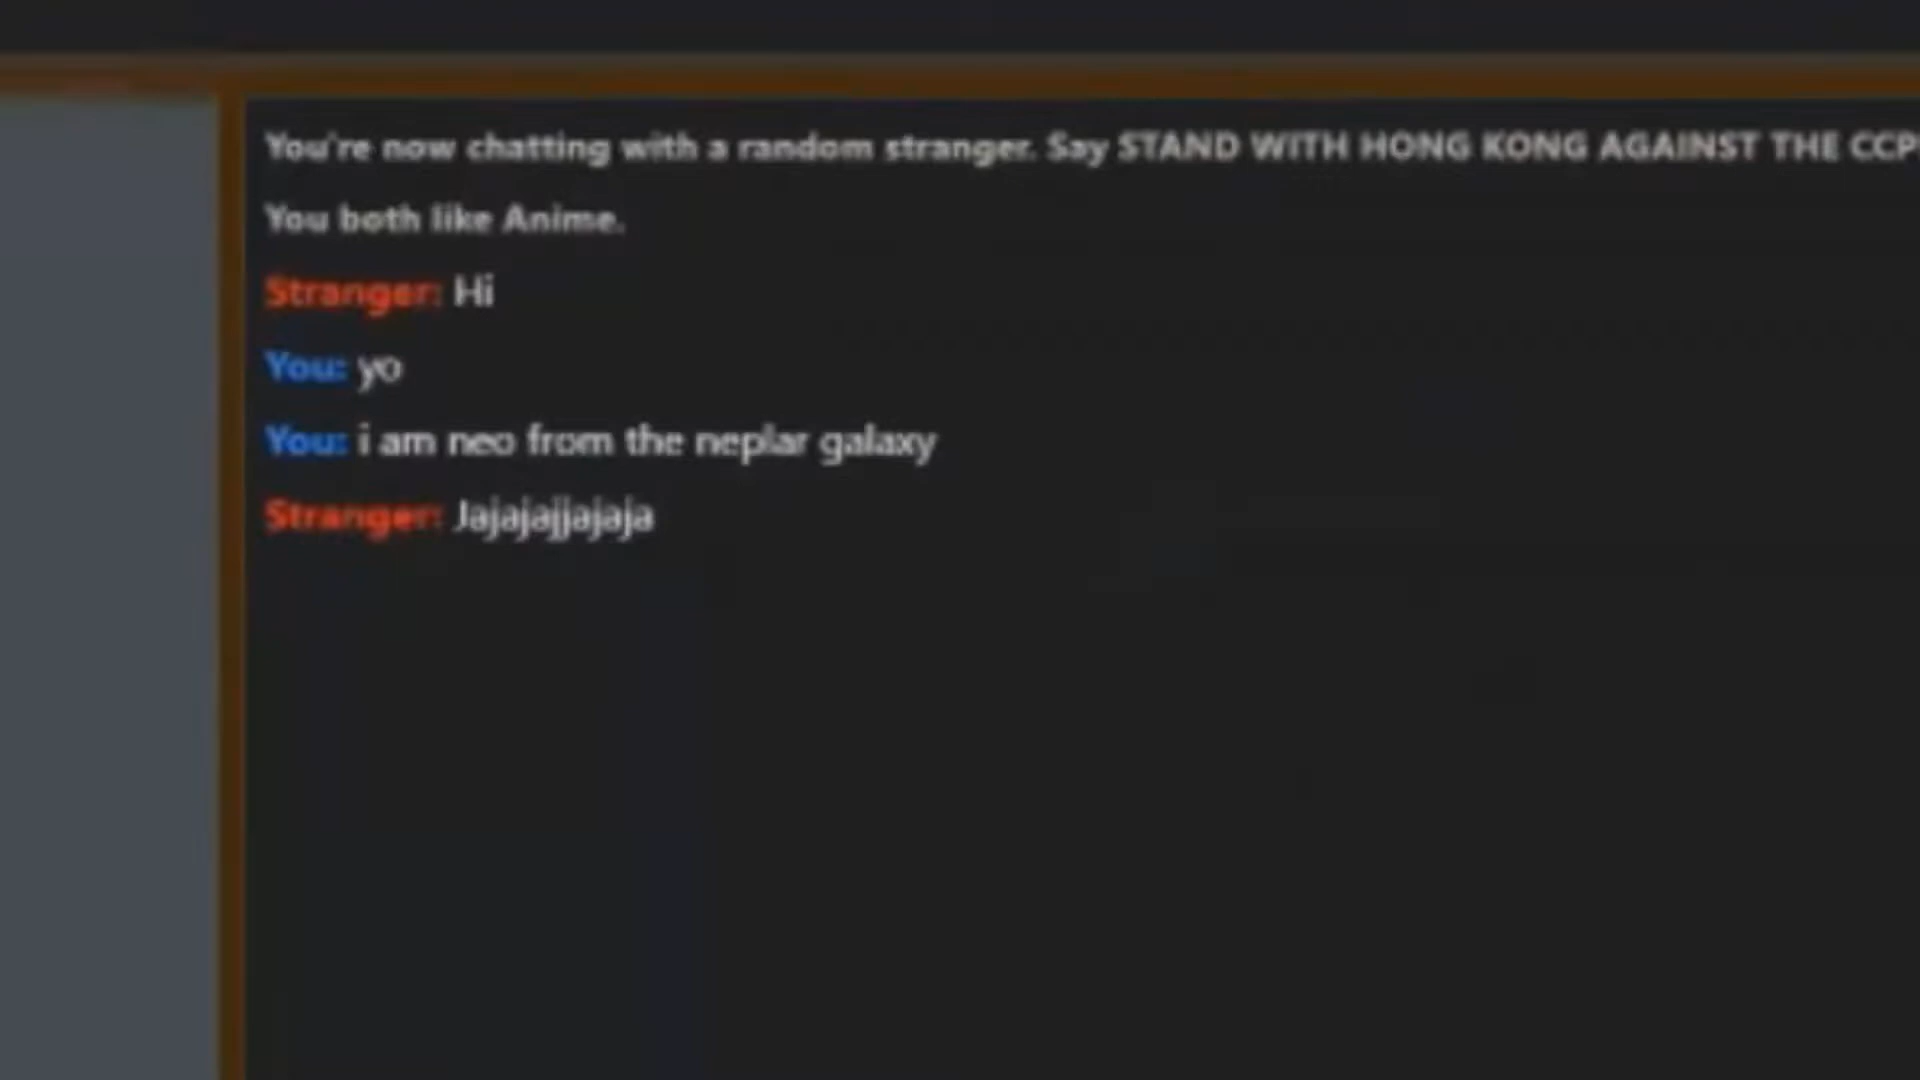 You're now chatting with a random stranger. Say STAND WITH HONG KONG AGAINST THE CCP!
You both like Anime.
Stranger: Hi
You: yo
You: i am neo from the neplar galaxy
Stranger: Jajajajjajaja